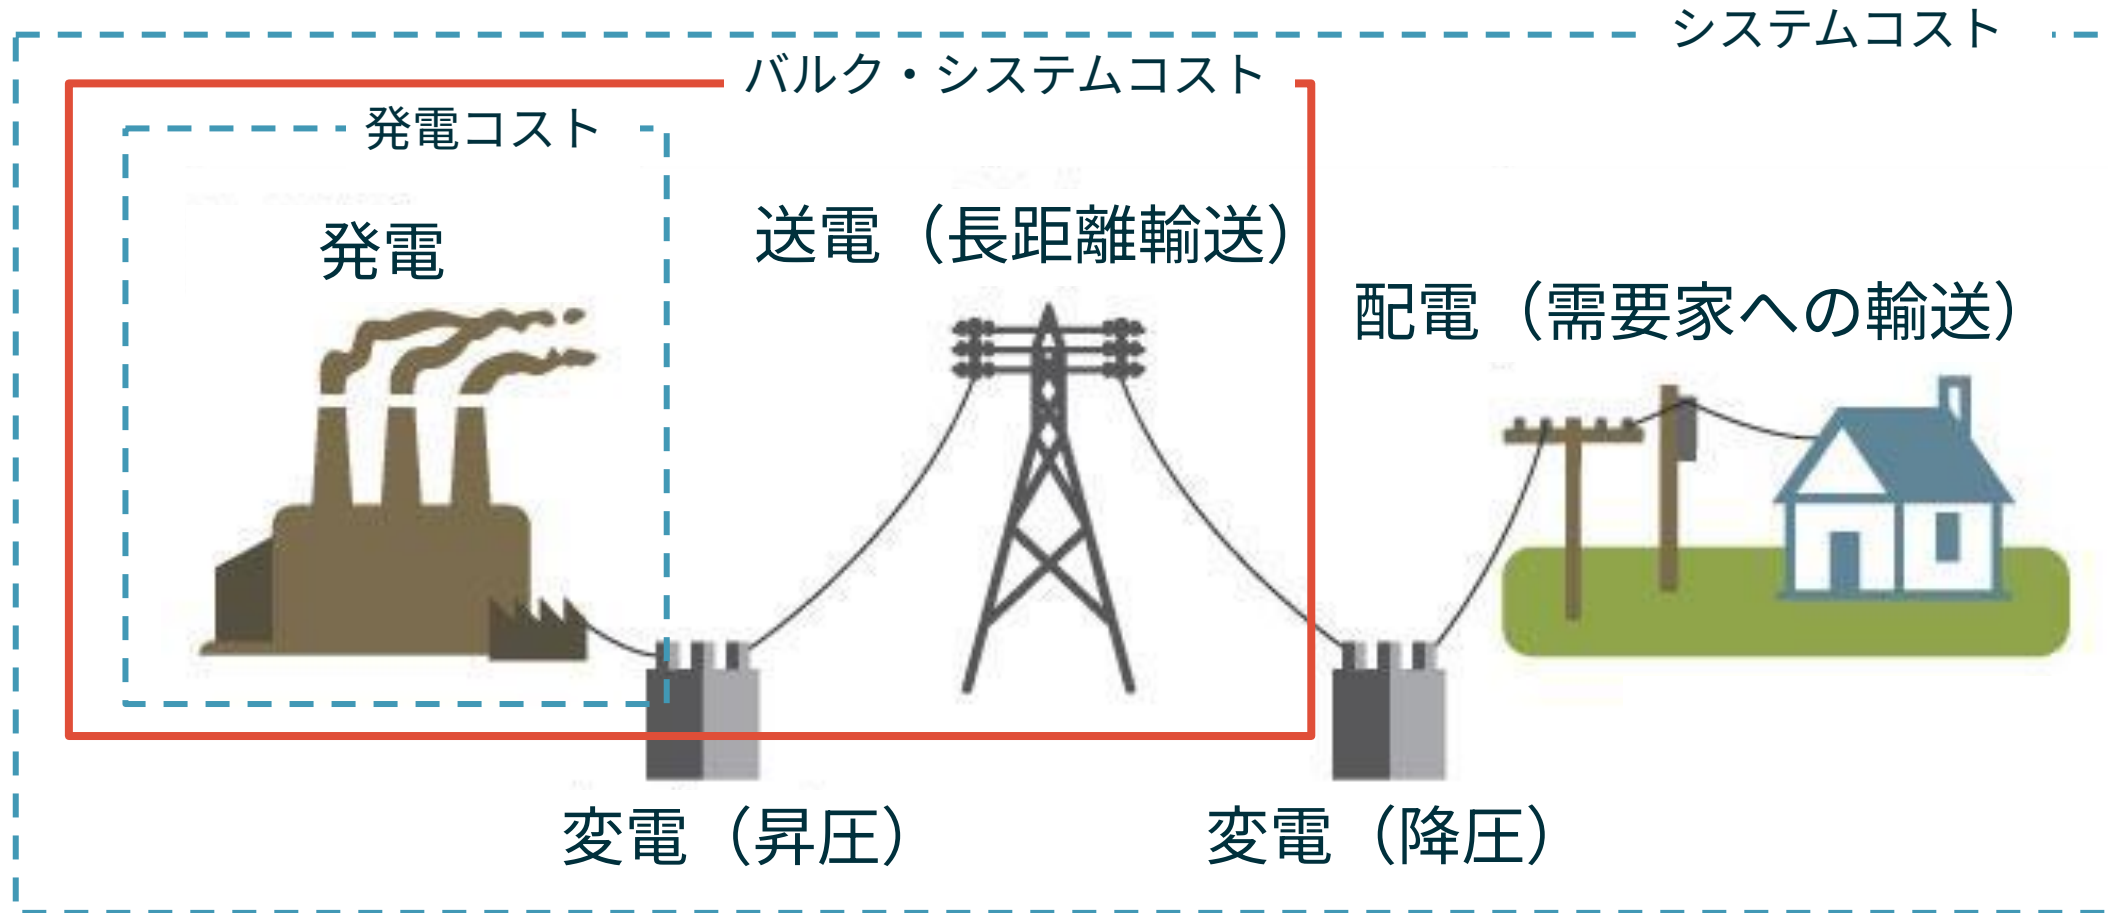 システムコスト
バルク・システムコスト
発電コスト
発電
送電（長距離輸送）
配電（需要家への輸送）
変電（昇圧）
変電（降圧）